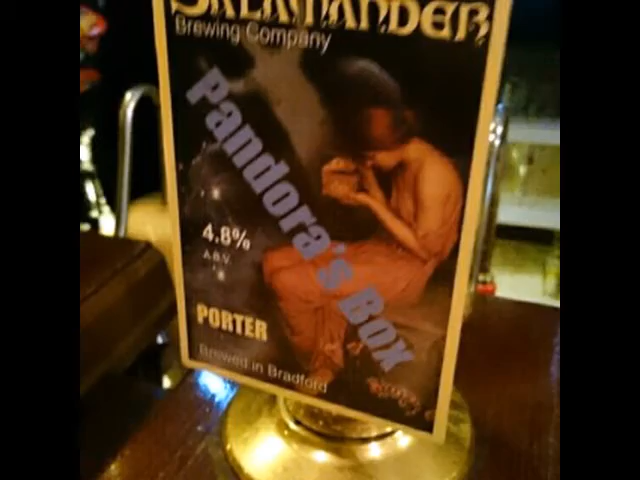 SALAMANDER
Brewing Company
Pandora's Box
4.8%
A.B.V.
PORTER
Brewed in Bradford